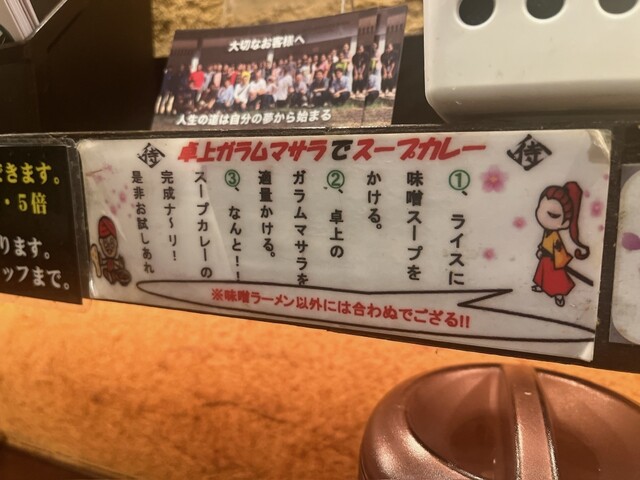 大切なお客様へ
人生の道は自分の夢から始まる
侍
卓上ガラムマサラでスープカレー
侍
①、ライスに
味噌スープを
かける。
②、卓上の
ガラムマサラを
適量かける。
③、なんと!!
スープカレーの
完成ナ〜リ!
是非お試しあれ
※味噌ラーメン以外には合わぬでござる!!
きます。
・5倍
ります。
ッフまで。